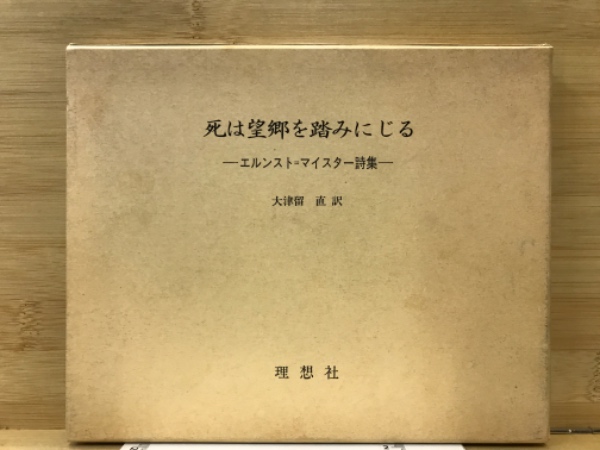 死は望郷を踏みにじる
―エルンスト=マイスター詩集―
大津留 直 訳
理想社